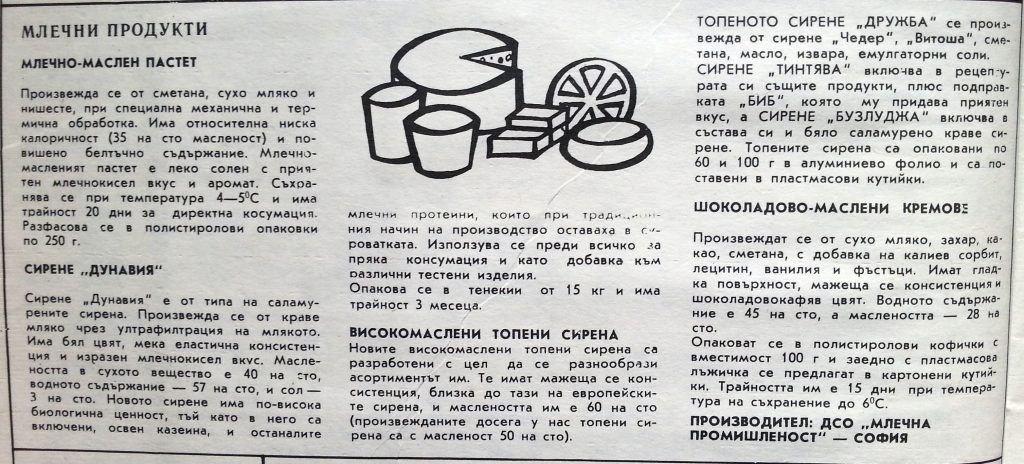 МЛЕЧНИ ПРОДУКТИ
МЛЕЧНО-МАСЛЕН ПАСТЕТ
Произвежда се от сметана, сухо мляко и
нишесте, при специална механична и тер-
мична обработка. Има относителна ниска
калоричност (35 на сто масленост) и по-
вишено белтъчно съдържание. Млечно-
масленият пастет е леко солен с прия-
тен млечнокисел вкус и аромат. Съхра-
нява се при температура 4—5⁰С и има
трайност 20 дни за директна косумация.
Разфасова се в полистиролови опаковки
по 250 г.
СИРЕНЕ „ДУНАВИЯ"
Сирене „Дунавия" е от типа на саламу-
рените сирена. Произвежда се от краве
мляко чрез ултрафилтрация на млякото.
Има бял цвят, мека еластична консистен-
ция и изразен млечнокисел вкус. Масле-
ността в сухото вещество е 40 на сто,
водното съдържание — 57 на сто, и сол —
3 на сто. Новото сирене има по-висока
биологична ценност, тъй като в него са
включени, освен казеина, и останалите
млечни протеини, които при традицион-
ния начин на производство оставаха в су-
роватката. Използува се преди всичко за
пряка консумация и като добавка към
различни тестени изделия.
Опакова се в тенекии от 15 кг и има
трайност 3 месеца.
ВИСОКОМАСЛЕНИ ТОПЕНИ СИРЕНА
Новите високомаслени топени сирена са
разработени с цел да се разнообрази
асортиментът им. Те имат мажеща се кон-
систенция, близка до тази на европейски-
те сирена, и маслеността им е 60 на сто
(произвежданите досега у нас топени си-
рена са с масленост 50 на сто).
ТОПЕНОТО СИРЕНЕ „ДРУЖБА" се произ-
вежда от сирене „Чедер", „Витоша", сме-
тана, масло, извара, емулгаторни соли.
СИРЕНЕ „ТИНТЯВА" включва в рецепту-
рата си същите продукти, плюс подправ-
ката „БИБ", която му придава приятен
вкус, а СИРЕНЕ „БУЗЛУДЖА" включва в
състава си и бяло саламурено краве си-
рене. Топените сирена са опаковани по
60 и 100 г в алуминиево фолио и са по-
ставени в пластмасови кутийки.
ШОКОЛАДОВО-МАСЛЕНИ КРЕМОВЕ
Произвеждат се от сухо мляко, захар, ка-
као, сметана, с добавка на калиев сорбит,
лецитин, ванилия и фъстъци. Имат глад-
ка повърхност, мажеща се консистенция и
шоколадовокафяв цвят. Водното съдържа-
ние е 45 на сто, а маслеността — 28 на
сто.
Опаковат се в полистиролови кофички с
вместимост 100 г и заедно с пластмасова
лъжичка се предлагат в картонени кутий-
ки. Трайността им е 15 дни при темпера-
тура на съхранение до 6⁰С.
ПРОИЗВОДИТЕЛ: ДСО „МЛЕЧНА
ПРОМИШЛЕНОСТ" — СОФИЯ